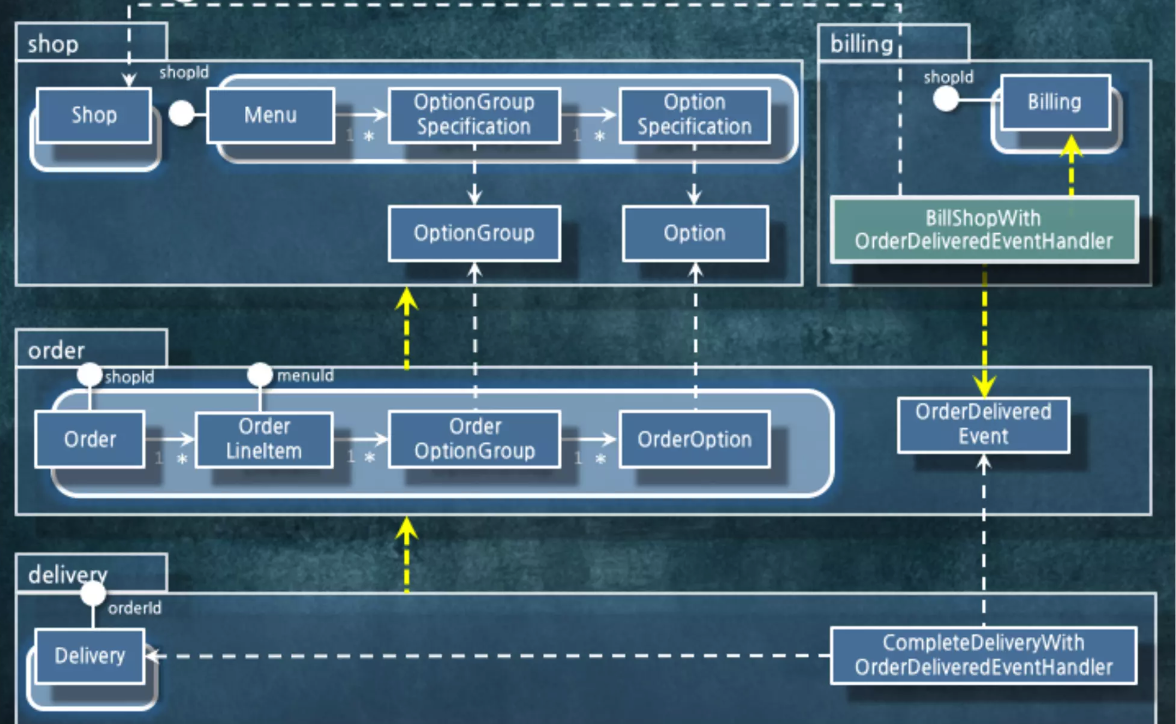 shop
shopId
Shop
Menu
1
*
OptionGroup
Specification
1
*
Option
Specification
OptionGroup
Option
billing
shopId
Billing
BillShopWith
OrderDeliveredEventHandler
order
shopId
menuId
Order
1
*
Order
LineItem
1
*
Order
OptionGroup
1
*
OrderOption
OrderDelivered
Event
delivery
orderId
Delivery
CompleteDeliveryWith
OrderDeliveredEventHandler